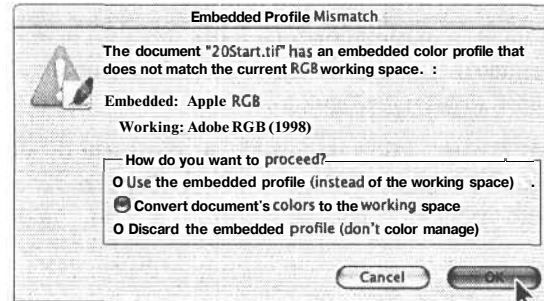 Embedded Profile Mismatch
The document "20Start.tif" has an embedded color profile that
does not match the current RGB working space. :
Embedded: Apple RGB
Working: Adobe RGB (1998)
How do you want to proceed?
O Use the embedded profile (instead of the working space) .
Convert document's colors to the working space
O Discard the embedded profile (don't color manage)
Cancel OK